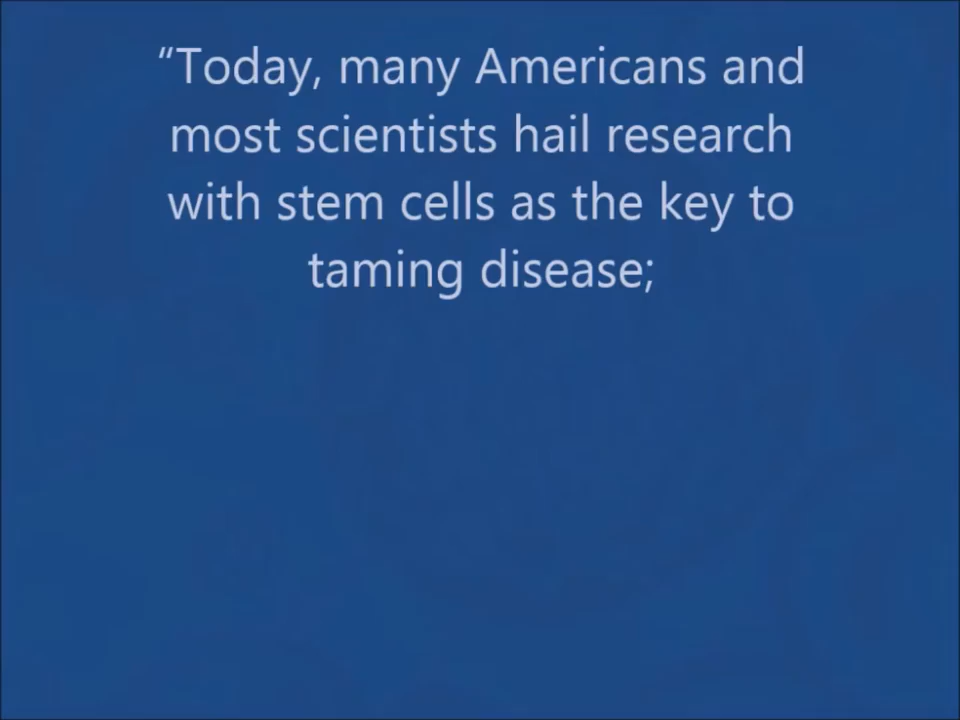 “Today, many Americans and
most scientists hail research
with stem cells as the key to
taming disease;